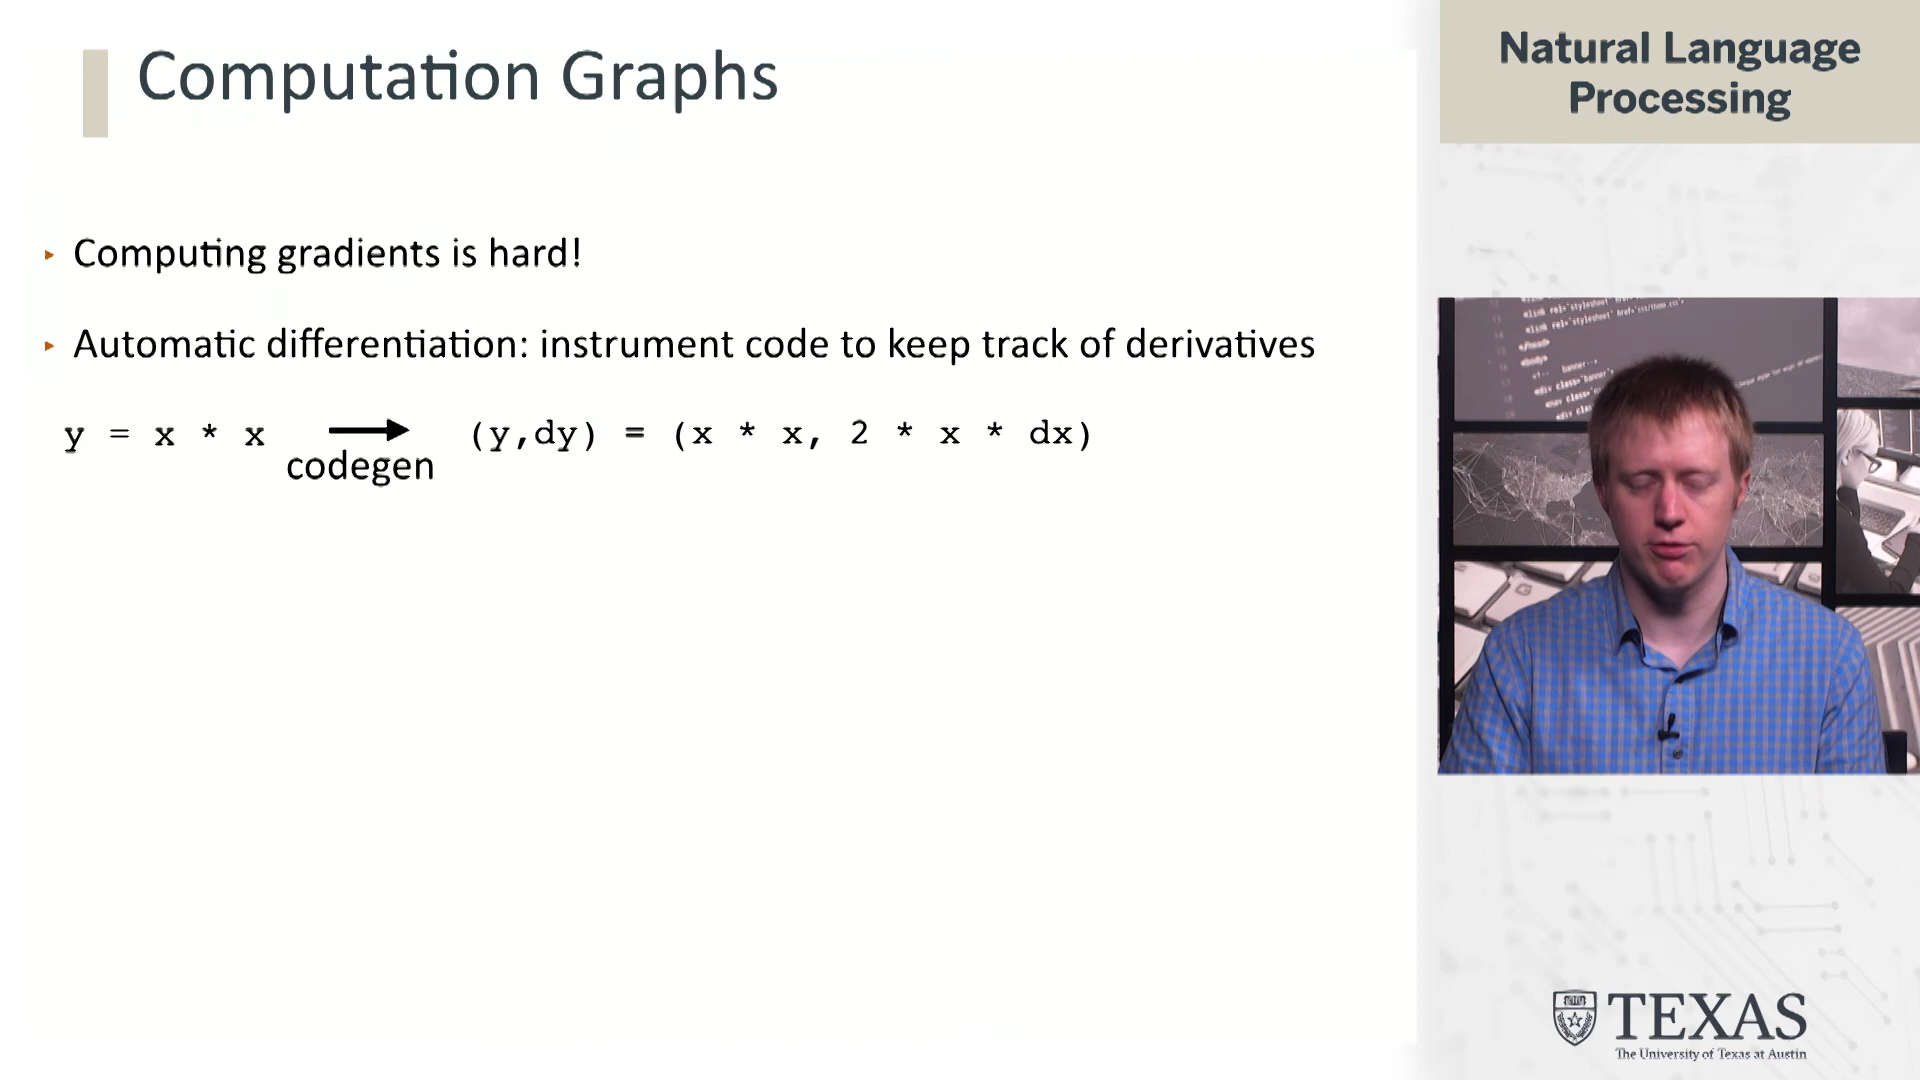 Computation Graphs
Natural Language
Processing
‣ Computing gradients is hard!
‣ Automatic differentiation: instrument code to keep track of derivatives
y = x * x
codegen
(y,dy) = (x * x, 2 * x * dx)
TEXAS
The University of Texas at Austin